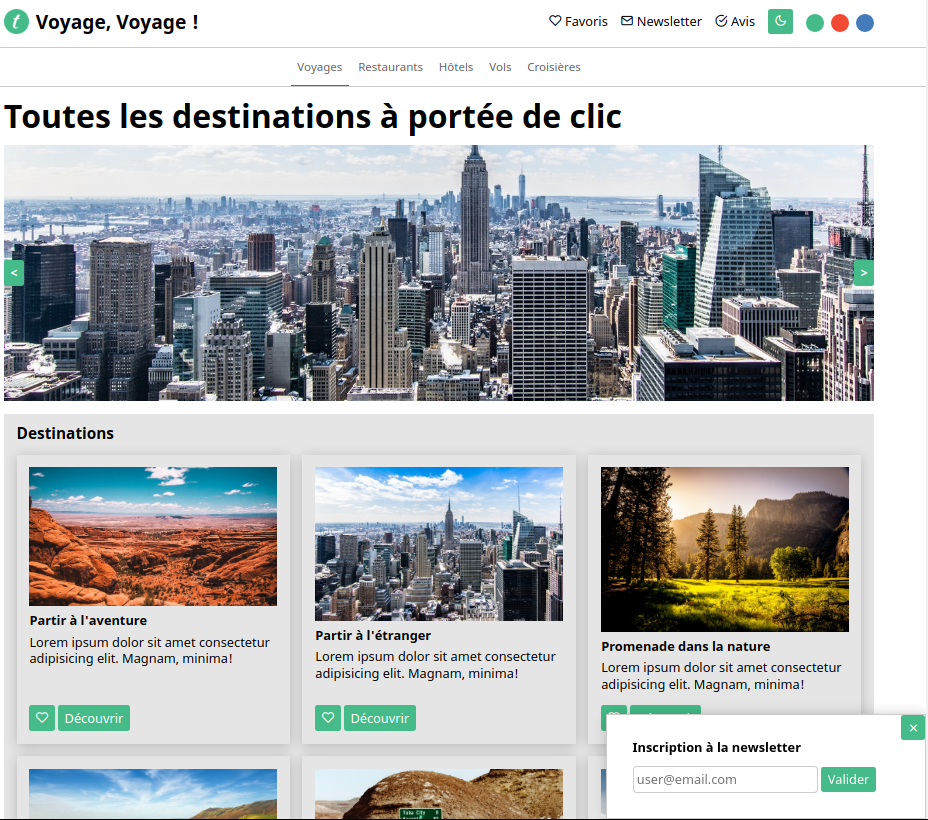 t Voyage, Voyage !
Favoris Newsletter Avis
Voyages Restaurants Hôtels Vols Croisières
Toutes les destinations à portée de clic
< >
Destinations
Partir à l'aventure
Lorem ipsum dolor sit amet consectetur
adipisicing elit. Magnam, minima!
Découvrir
Partir à l'étranger
Lorem ipsum dolor sit amet consectetur
adipisicing elit. Magnam, minima!
Découvrir
Promenade dans la nature
Lorem ipsum dolor sit amet consectetur
adipisicing elit. Magnam, minima!
Inscription à la newsletter
user@email.com Valider